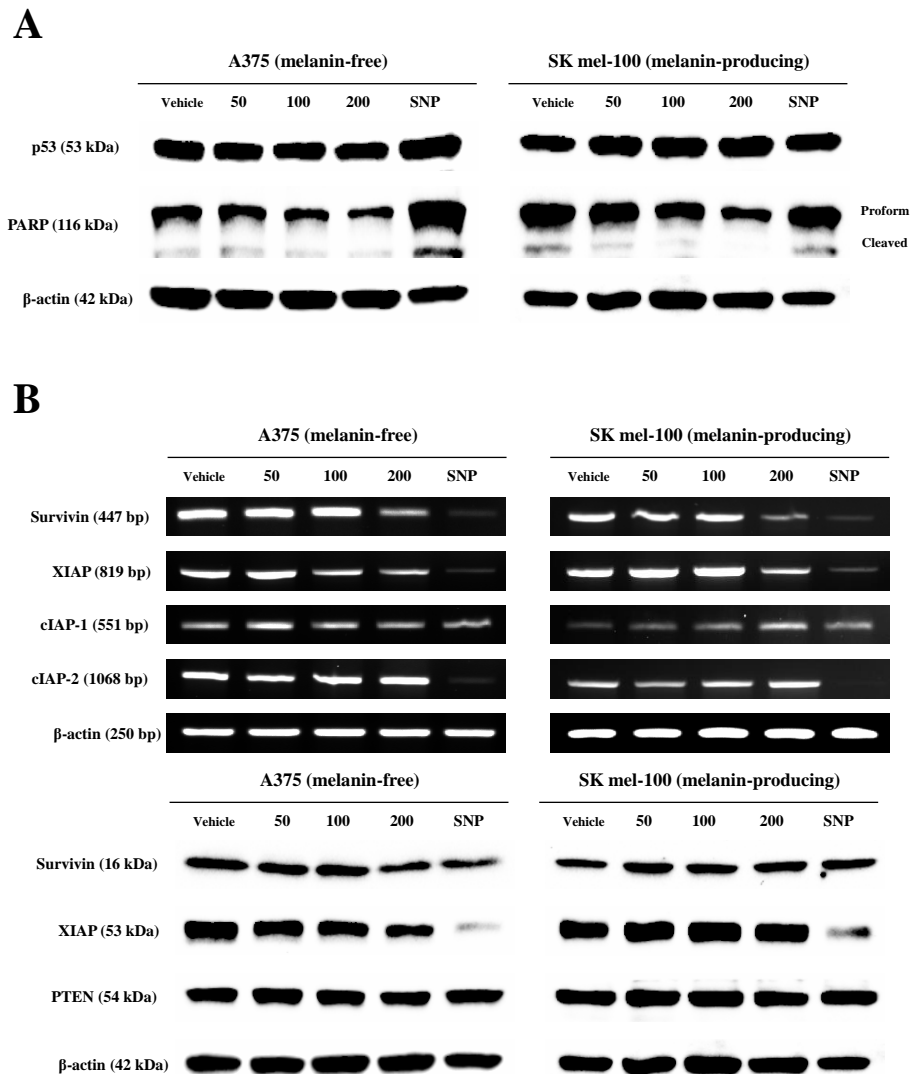 A
A375 (melanin-free)
SK mel-100 (melanin-producing)
Vehicle 50 100 200 SNP
Vehicle 50 100 200 SNP
p53 (53 kDa)
PARP (116 kDa)
Proform
Cleaved
β-actin (42 kDa)
B
A375 (melanin-free)
SK mel-100 (melanin-producing)
Vehicle 50 100 200 SNP
Vehicle 50 100 200 SNP
Survivin (447 bp)
XIAP (819 bp)
cIAP-1 (551 bp)
cIAP-2 (1068 bp)
β-actin (250 bp)
A375 (melanin-free)
SK mel-100 (melanin-producing)
Vehicle 50 100 200 SNP
Vehicle 50 100 200 SNP
Survivin (16 kDa)
XIAP (53 kDa)
PTEN (54 kDa)
β-actin (42 kDa)